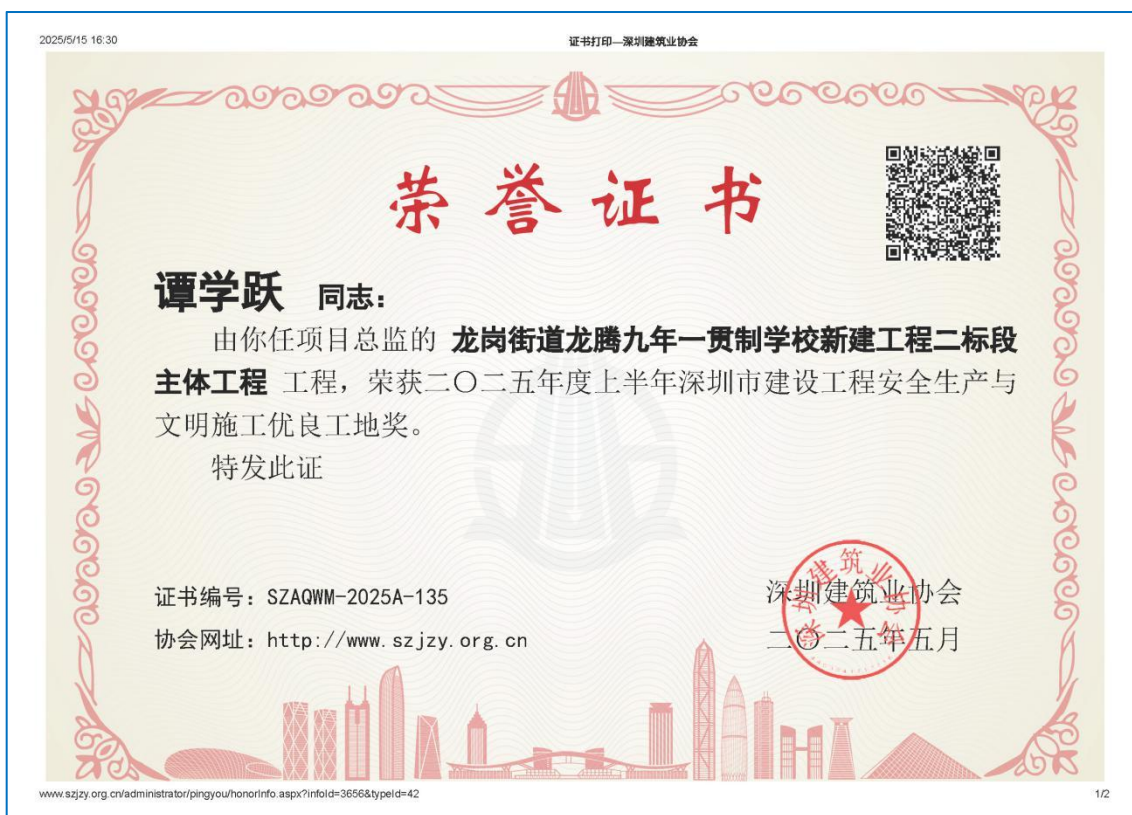 2025/5/15 16:30
证书打印—深圳建筑业协会
荣誉证书
谭学跃 同志：
由你任项目总监的 龙岗街道龙腾九年一贯制学校新建工程二标段
主体工程 工程，荣获二〇二五年度上半年深圳市建设工程安全生产与
文明施工优良工地奖。
特发此证
证书编号：SZAQWM-2025A-135
协会网址：http://www.szjzy.org.cn
深圳建筑业协会
二〇二五年五月
深圳建筑业协会
www.szjzy.org.cn/administrator/pingyou/honorInfo.aspx?infoId=3656&typeId=42
1/2